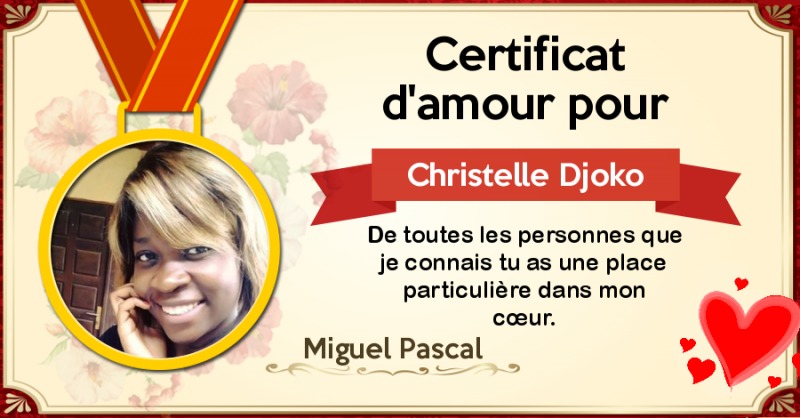 Certificat
d'amour pour
Christelle Djoko
De toutes les personnes que
je connais tu as une place
particulière dans mon
cœur.
Miguel Pascal